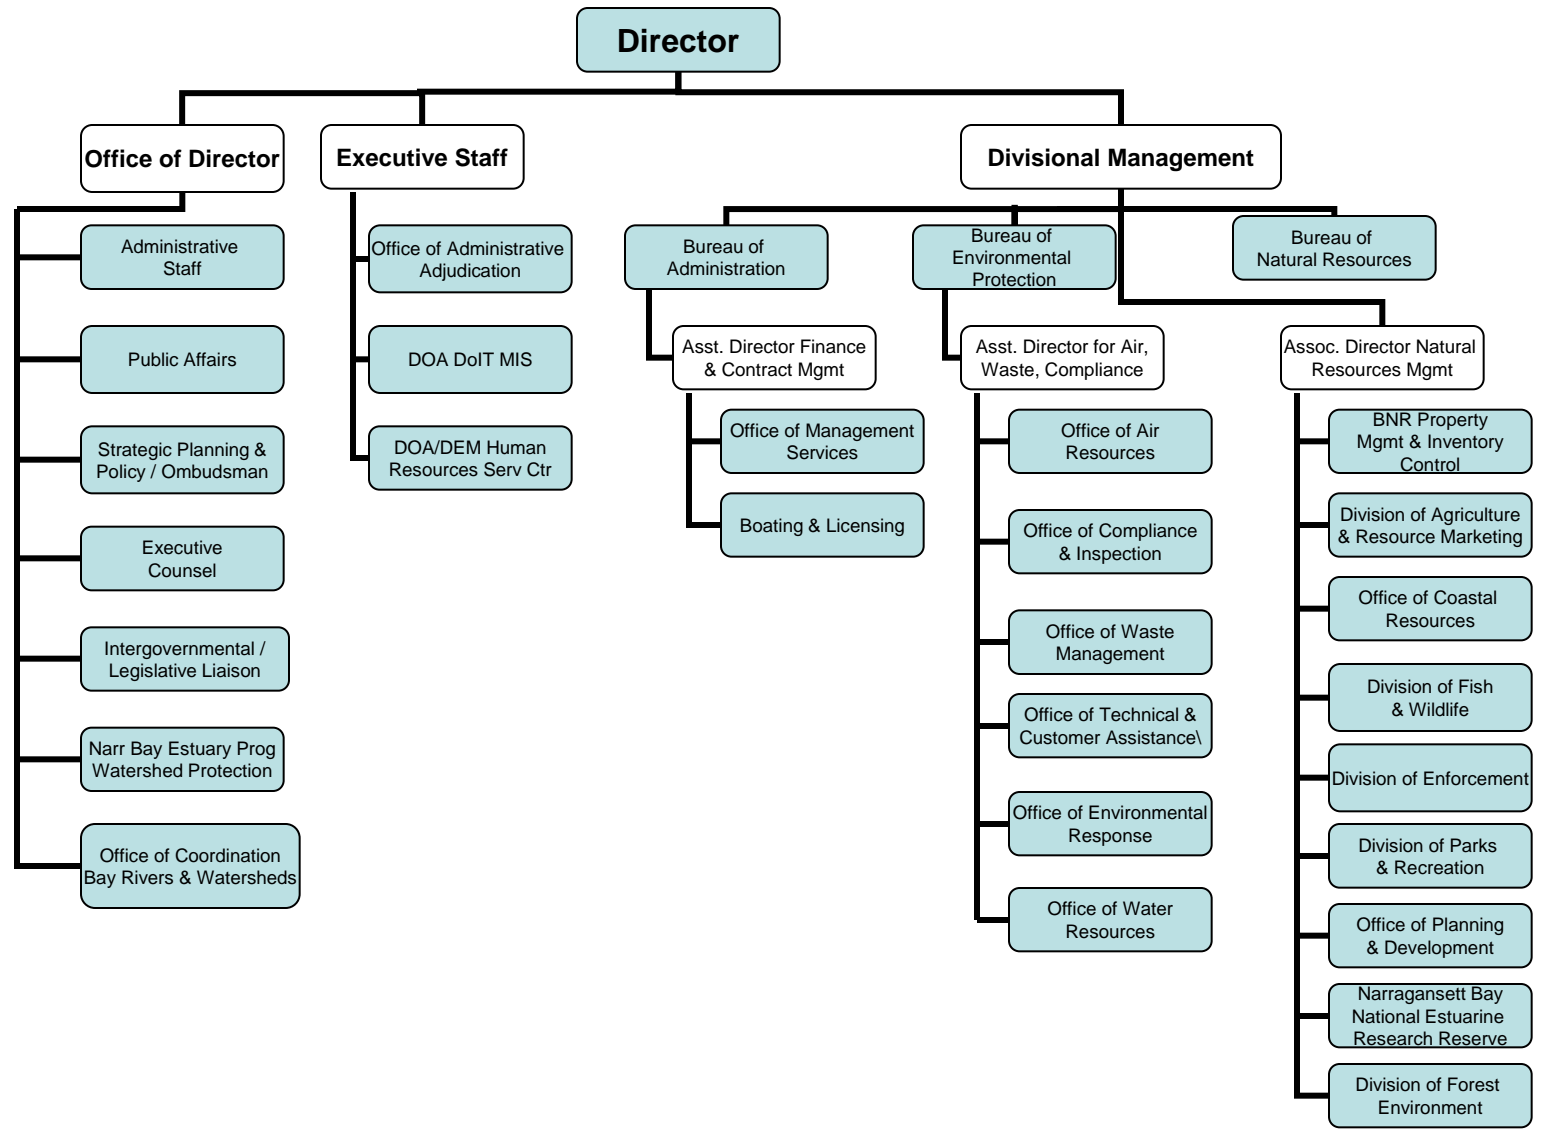 Director
Office of Director
Executive Staff
Divisional Management
Administrative
Staff
Public Affairs
Strategic Planning &
Policy / Ombudsman
Executive
Counsel
Intergovernmental /
Legislative Liaison
Narr Bay Estuary Prog
Watershed Protection
Office of Coordination
Bay Rivers & Watersheds
Office of Administrative
Adjudication
DOA DoIT MIS
DOA/DEM Human
Resources Serv Ctr
Bureau of
Administration
Asst. Director Finance
& Contract Mgmt
Office of Management
Services
Boating & Licensing
Bureau of
Environmental
Protection
Asst. Director for Air,
Waste, Compliance
Office of Air
Resources
Office of Compliance
& Inspection
Office of Waste
Management
Office of Technical &
Customer Assistance\
Office of Environmental
Response
Office of Water
Resources
Bureau of
Natural Resources
Assoc. Director Natural
Resources Mgmt
BNR Property
Mgmt & Inventory
Control
Division of Agriculture
& Resource Marketing
Office of Coastal
Resources
Division of Fish
& Wildlife
Division of Enforcement
Division of Parks
& Recreation
Office of Planning
& Development
Narragansett Bay
National Estuarine
Research Reserve
Division of Forest
Environment